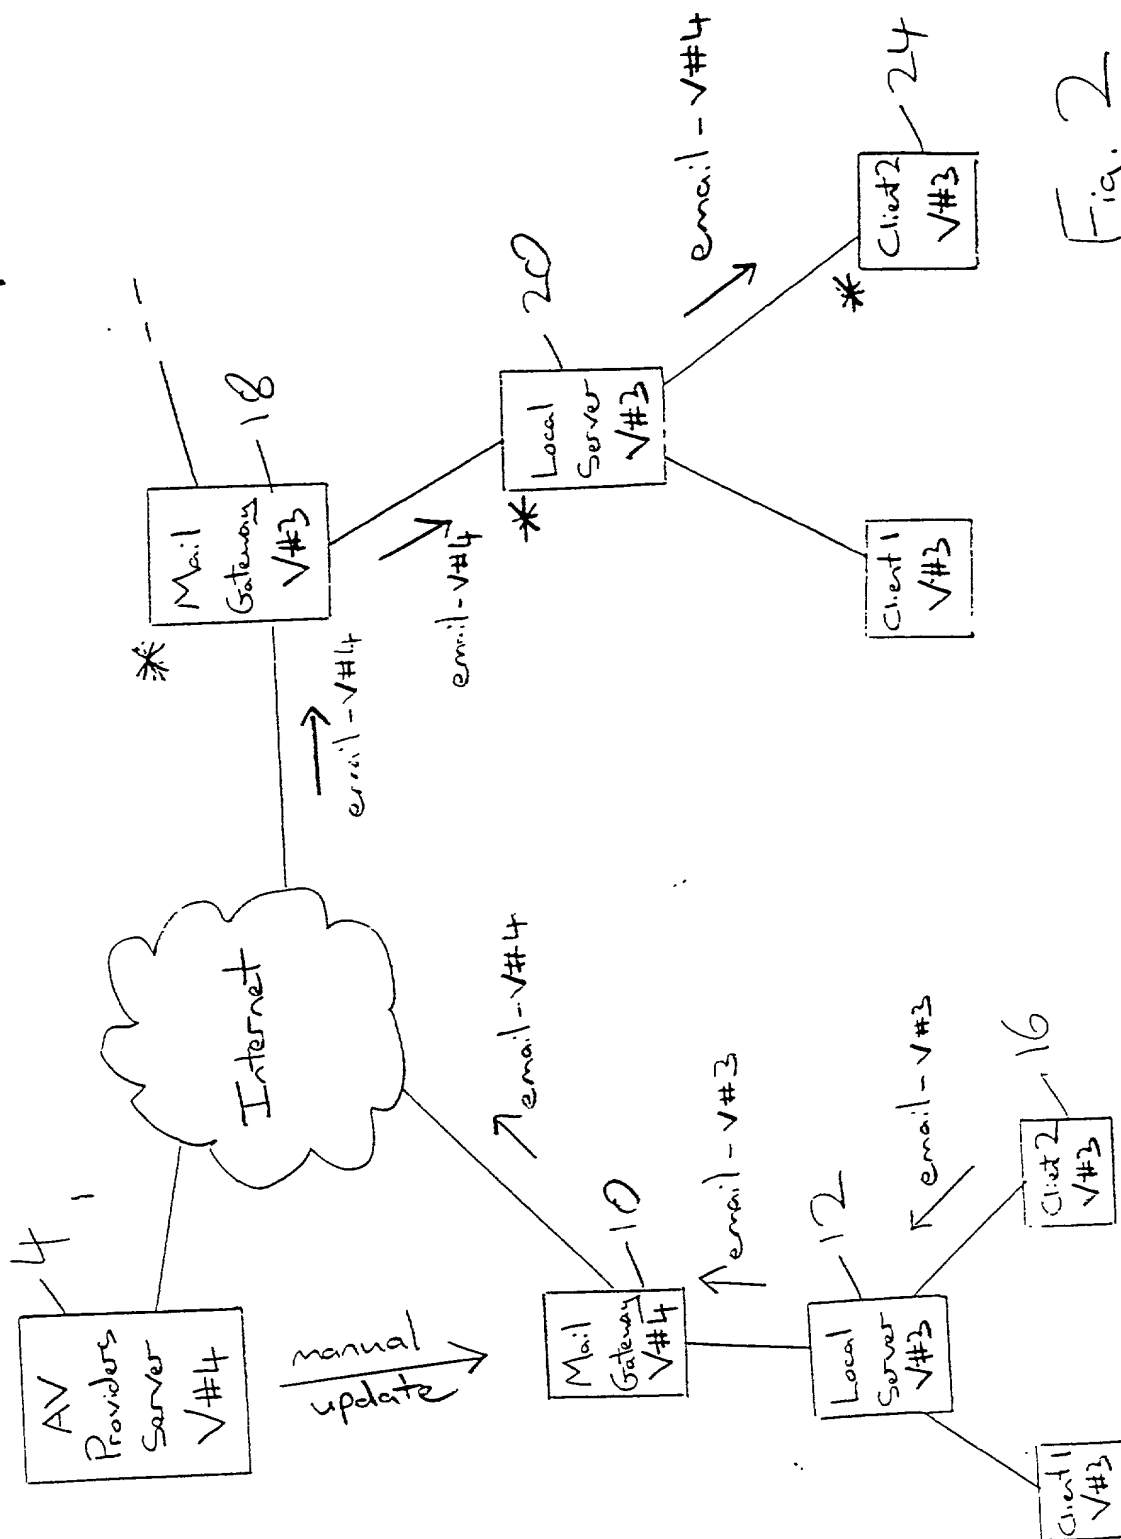 AV
Providers
Server
V#4
4
manual
update
Internet
Mail
Gateway
V#4
10
email-V#4
email-V#3
Local
Server
V#3
12
email-V#3
Client 1
V#3
Client 2
V#3
16
email-V#4
Mail
Gateway
V#3
18
email-V#4
Local
Server
V#3
20
email-V#4
Client 1
V#3
Client 2
V#3
24
Fig. 2